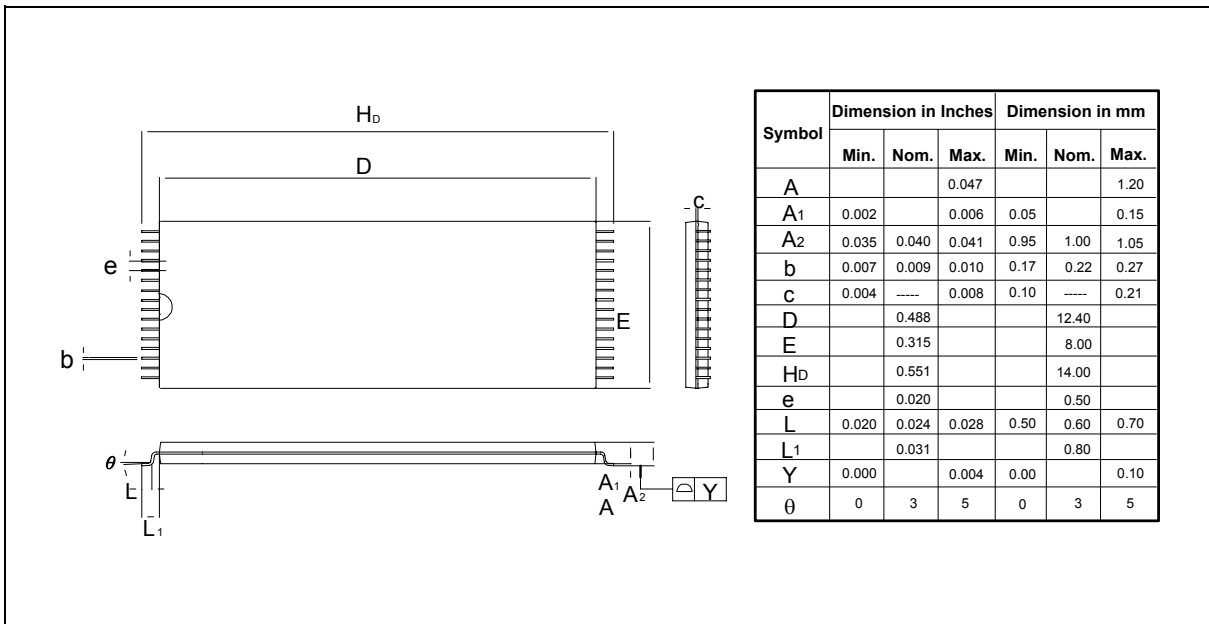 HD
D
c
e
E
b
θ
L
L1
A1
A
A2
Y
Symbol Dimension in Inches Dimension in mm
Min. Nom. Max. Min. Nom. Max.
A 0.047 1.20
A1 0.002 0.006 0.05 0.15
A2 0.035 0.040 0.041 0.95 1.00 1.05
b 0.007 0.009 0.010 0.17 0.22 0.27
c 0.004 ----- 0.008 0.10 ----- 0.21
D 0.488 12.40
E 0.315 8.00
HD 0.551 14.00
e 0.020 0.50
L 0.020 0.024 0.028 0.50 0.60 0.70
L1 0.031 0.80
Y 0.000 0.004 0.00 0.10
θ 0 3 5 0 3 5